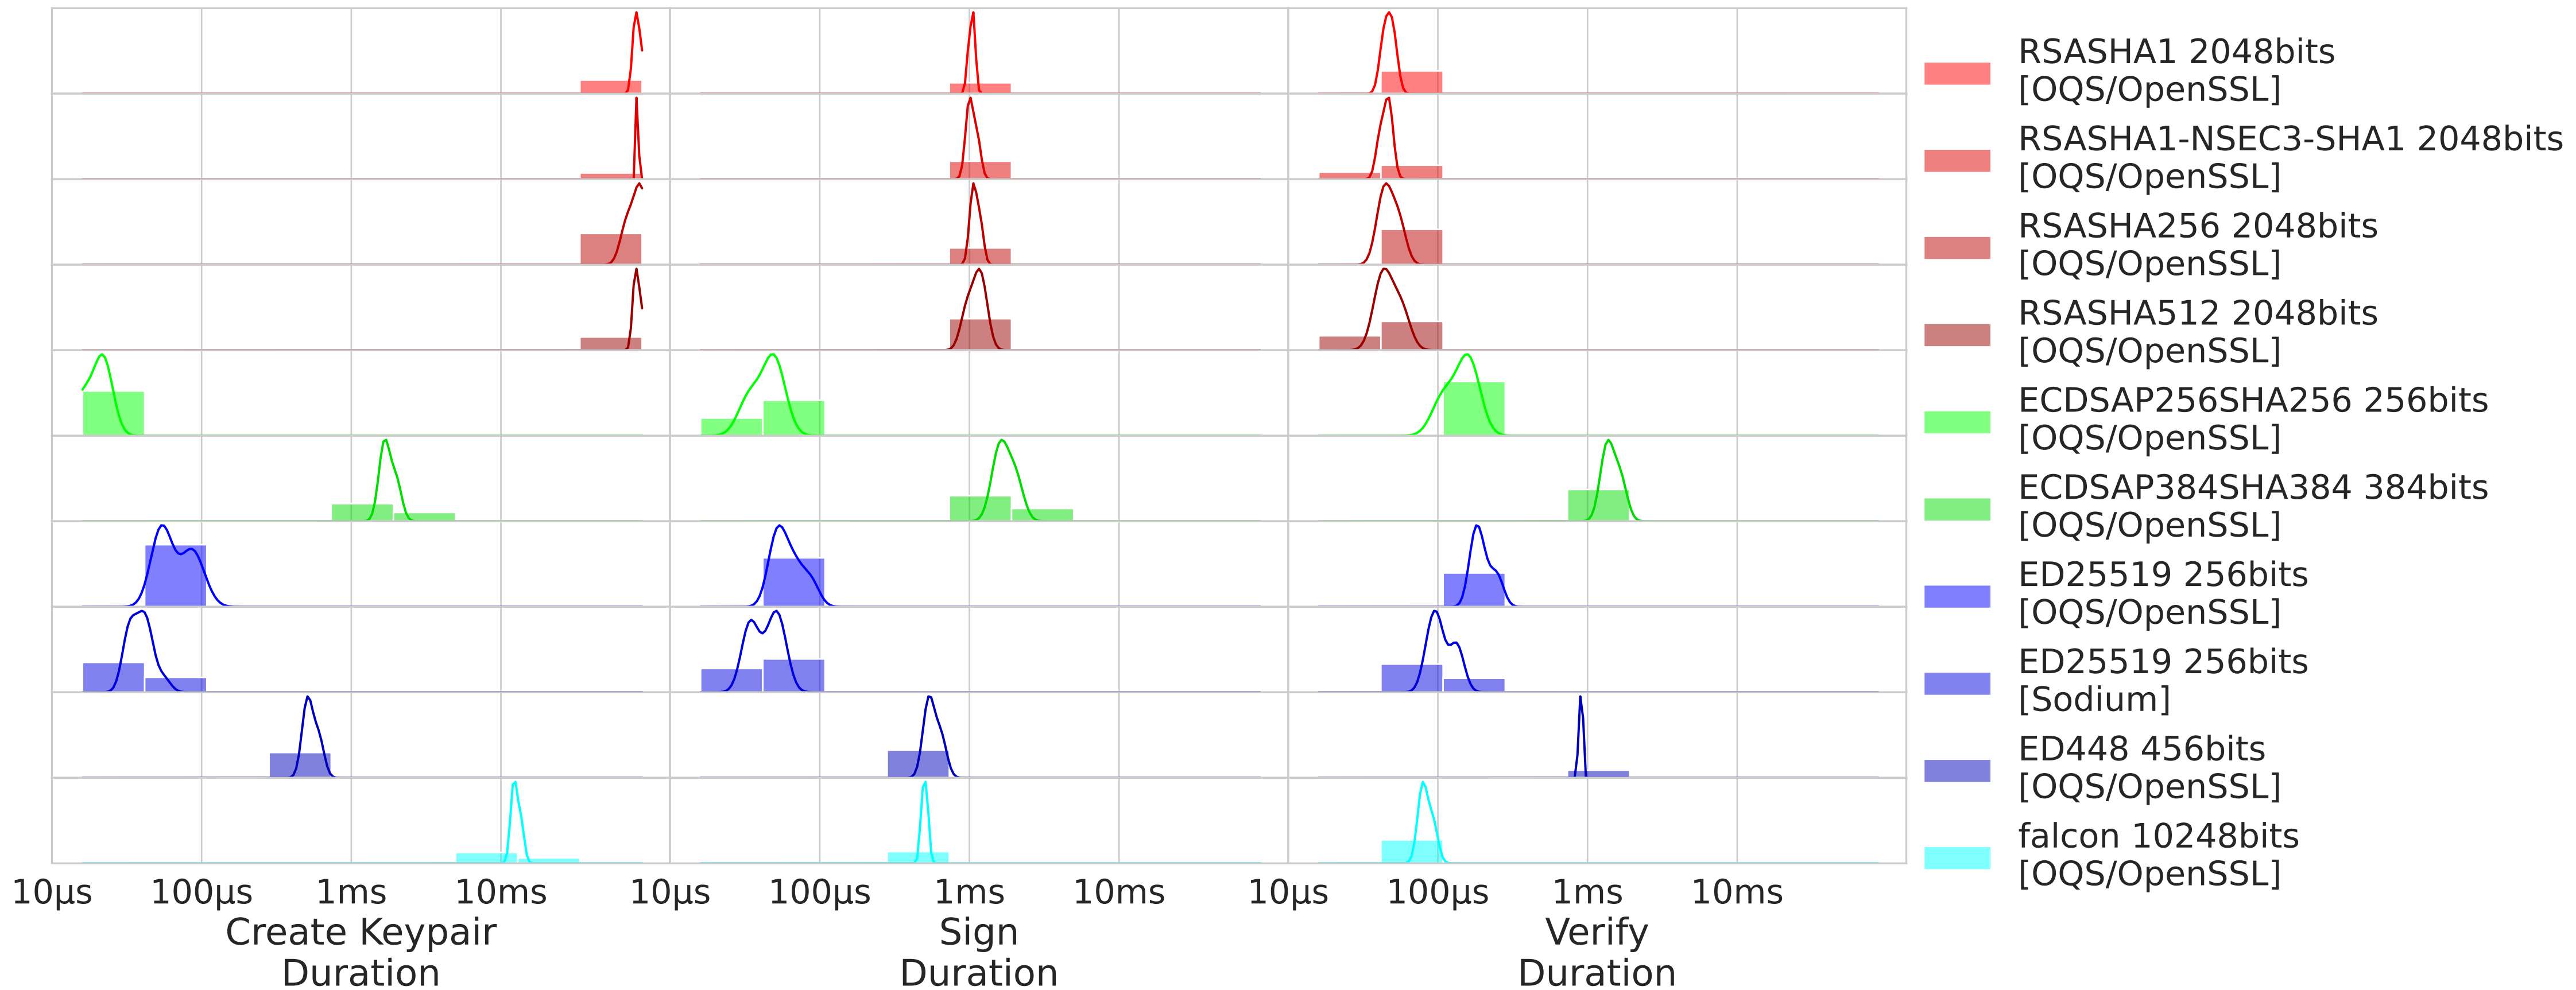 RSASHA1 2048bits
[OQS/OpenSSL]
RSASHA1-NSEC3-SHA1 2048bits
[OQS/OpenSSL]
RSASHA256 2048bits
[OQS/OpenSSL]
RSASHA512 2048bits
[OQS/OpenSSL]
ECDSAP256SHA256 256bits
[OQS/OpenSSL]
ECDSAP384SHA384 384bits
[OQS/OpenSSL]
ED25519 256bits
[OQS/OpenSSL]
ED25519 256bits
[Sodium]
ED448 456bits
[OQS/OpenSSL]
falcon 10248bits
[OQS/OpenSSL]
10µs 100µs 1ms 10ms 10µs 100µs 1ms 10ms 10µs 100µs 1ms 10ms
Create Keypair
Duration
Sign
Duration
Verify
Duration